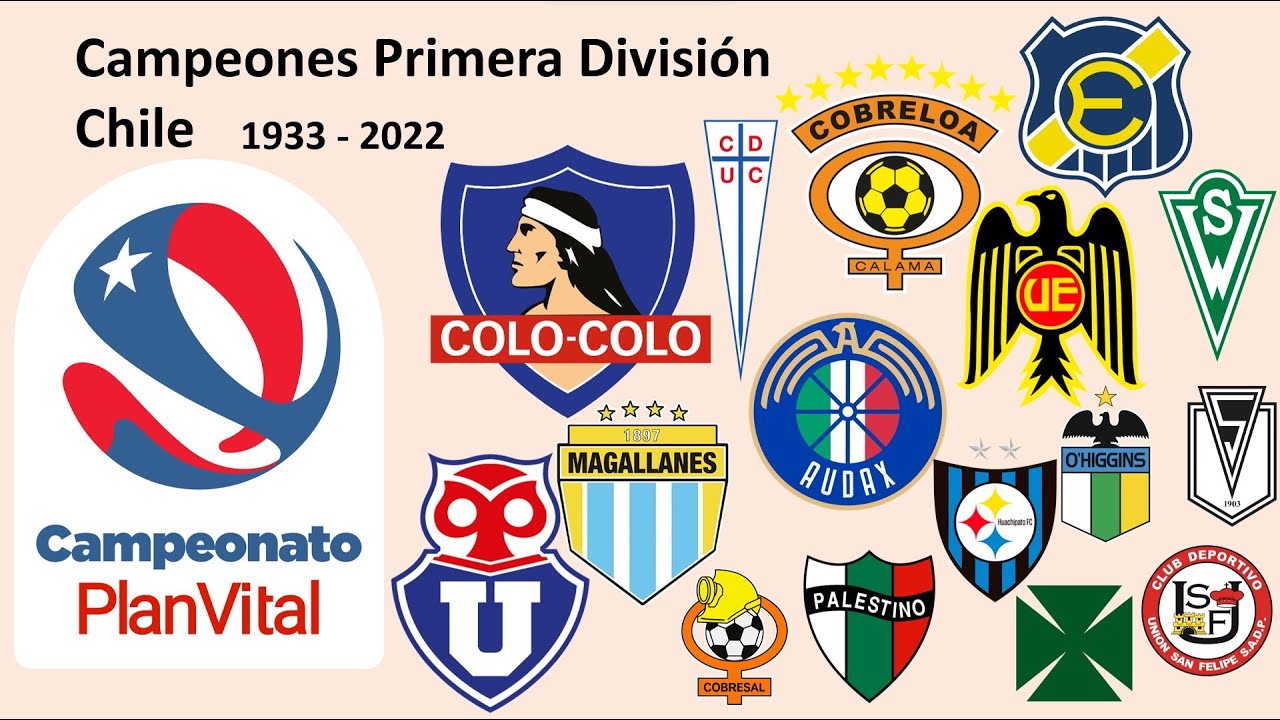 Campeones Primera División
Chile 1933 - 2022
Campeonato
PlanVital
COLO-COLO
C D
U C
COBRELOA
CALAMA
E
UE
S
W
1897
MAGALLANES
AUDAX
U
COBRESAL
PALESTINO
Huachipato FC
O'HIGGINS
1903
CLUB DEPORTIVO
U S F
UNION SAN FELIPE S.A.D.P.